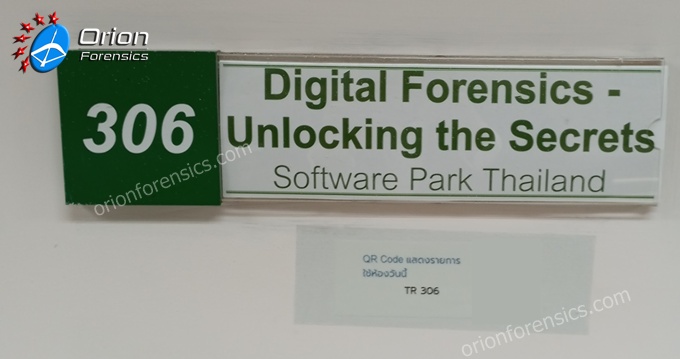 Orion
Forensics
306
Digital Forensics -
Unlocking the Secrets
Software Park Thailand
orionforensics.com
QR Code แสดงรายการ
ใช้ห้องวันนี้
TR 306
orionforensics.com